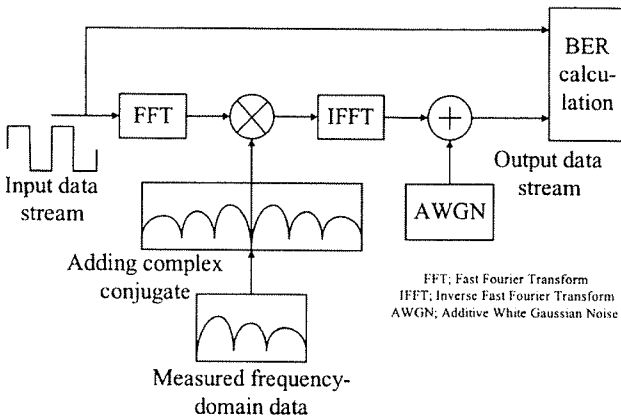 BER
calcu-
lation
FFT
IFFT
Input data
stream
Output data
stream
AWGN
Adding complex
conjugate
FFT; Fast Fourier Transform
IFFT; Inverse Fast Fourier Transform
AWGN; Additive White Gaussian Noise
Measured frequency-
domain data